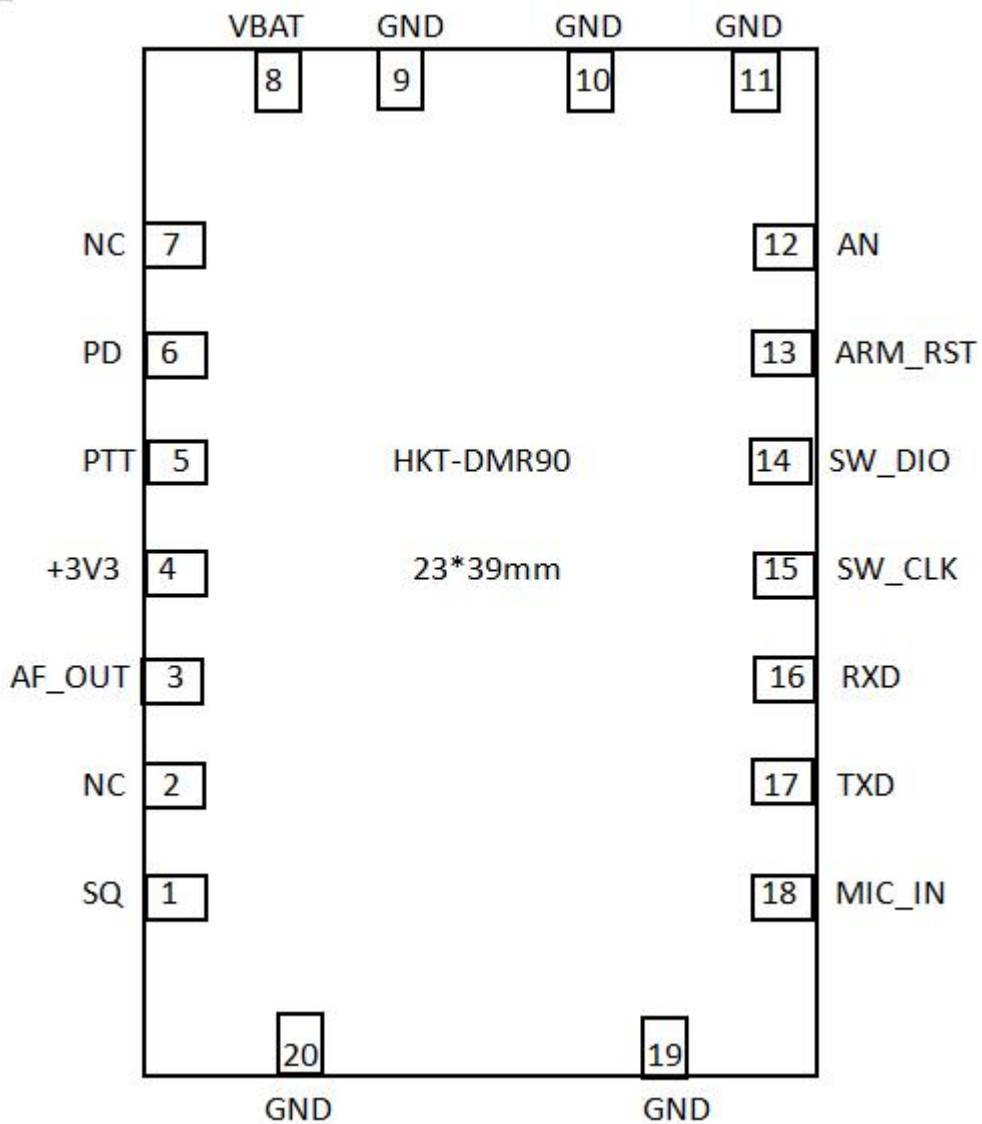 VBAT GND GND GND
8 9 10 11
NC 7 12 AN
PD 6 13 ARM_RST
PTT 5 HKT-DMR90 14 SW_DIO
+3V3 4 23*39mm 15 SW_CLK
AF_OUT 3 16 RXD
NC 2 17 TXD
SQ 1 18 MIC_IN
20 19
GND GND